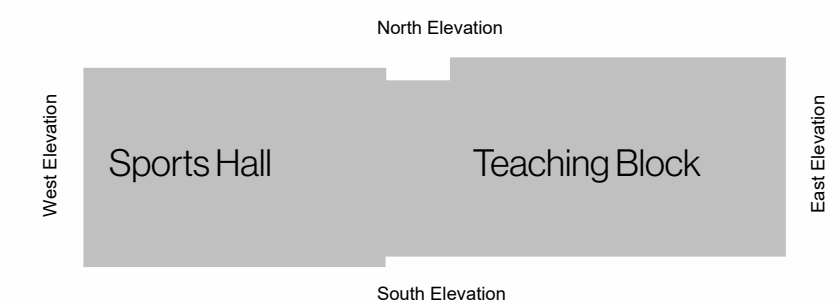 North Elevation
West Elevation
Sports Hall
Teaching Block
East Elevation
South Elevation